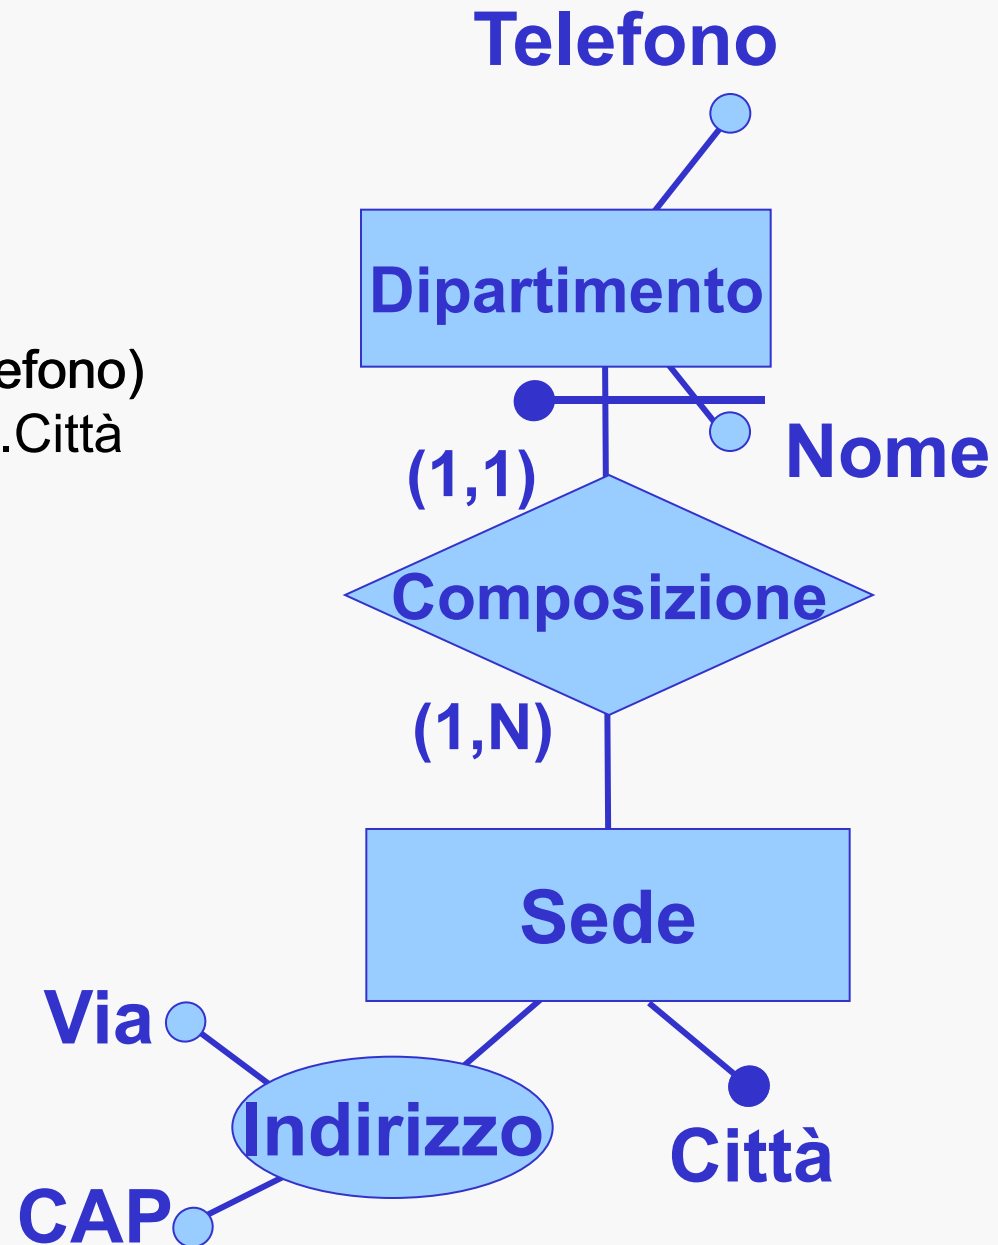 Telefono
Dipartimento
efono)
.Città
Nome
(1,1)
Composizione
(1,N)
Sede
Via
Indirizzo
Città
CAP